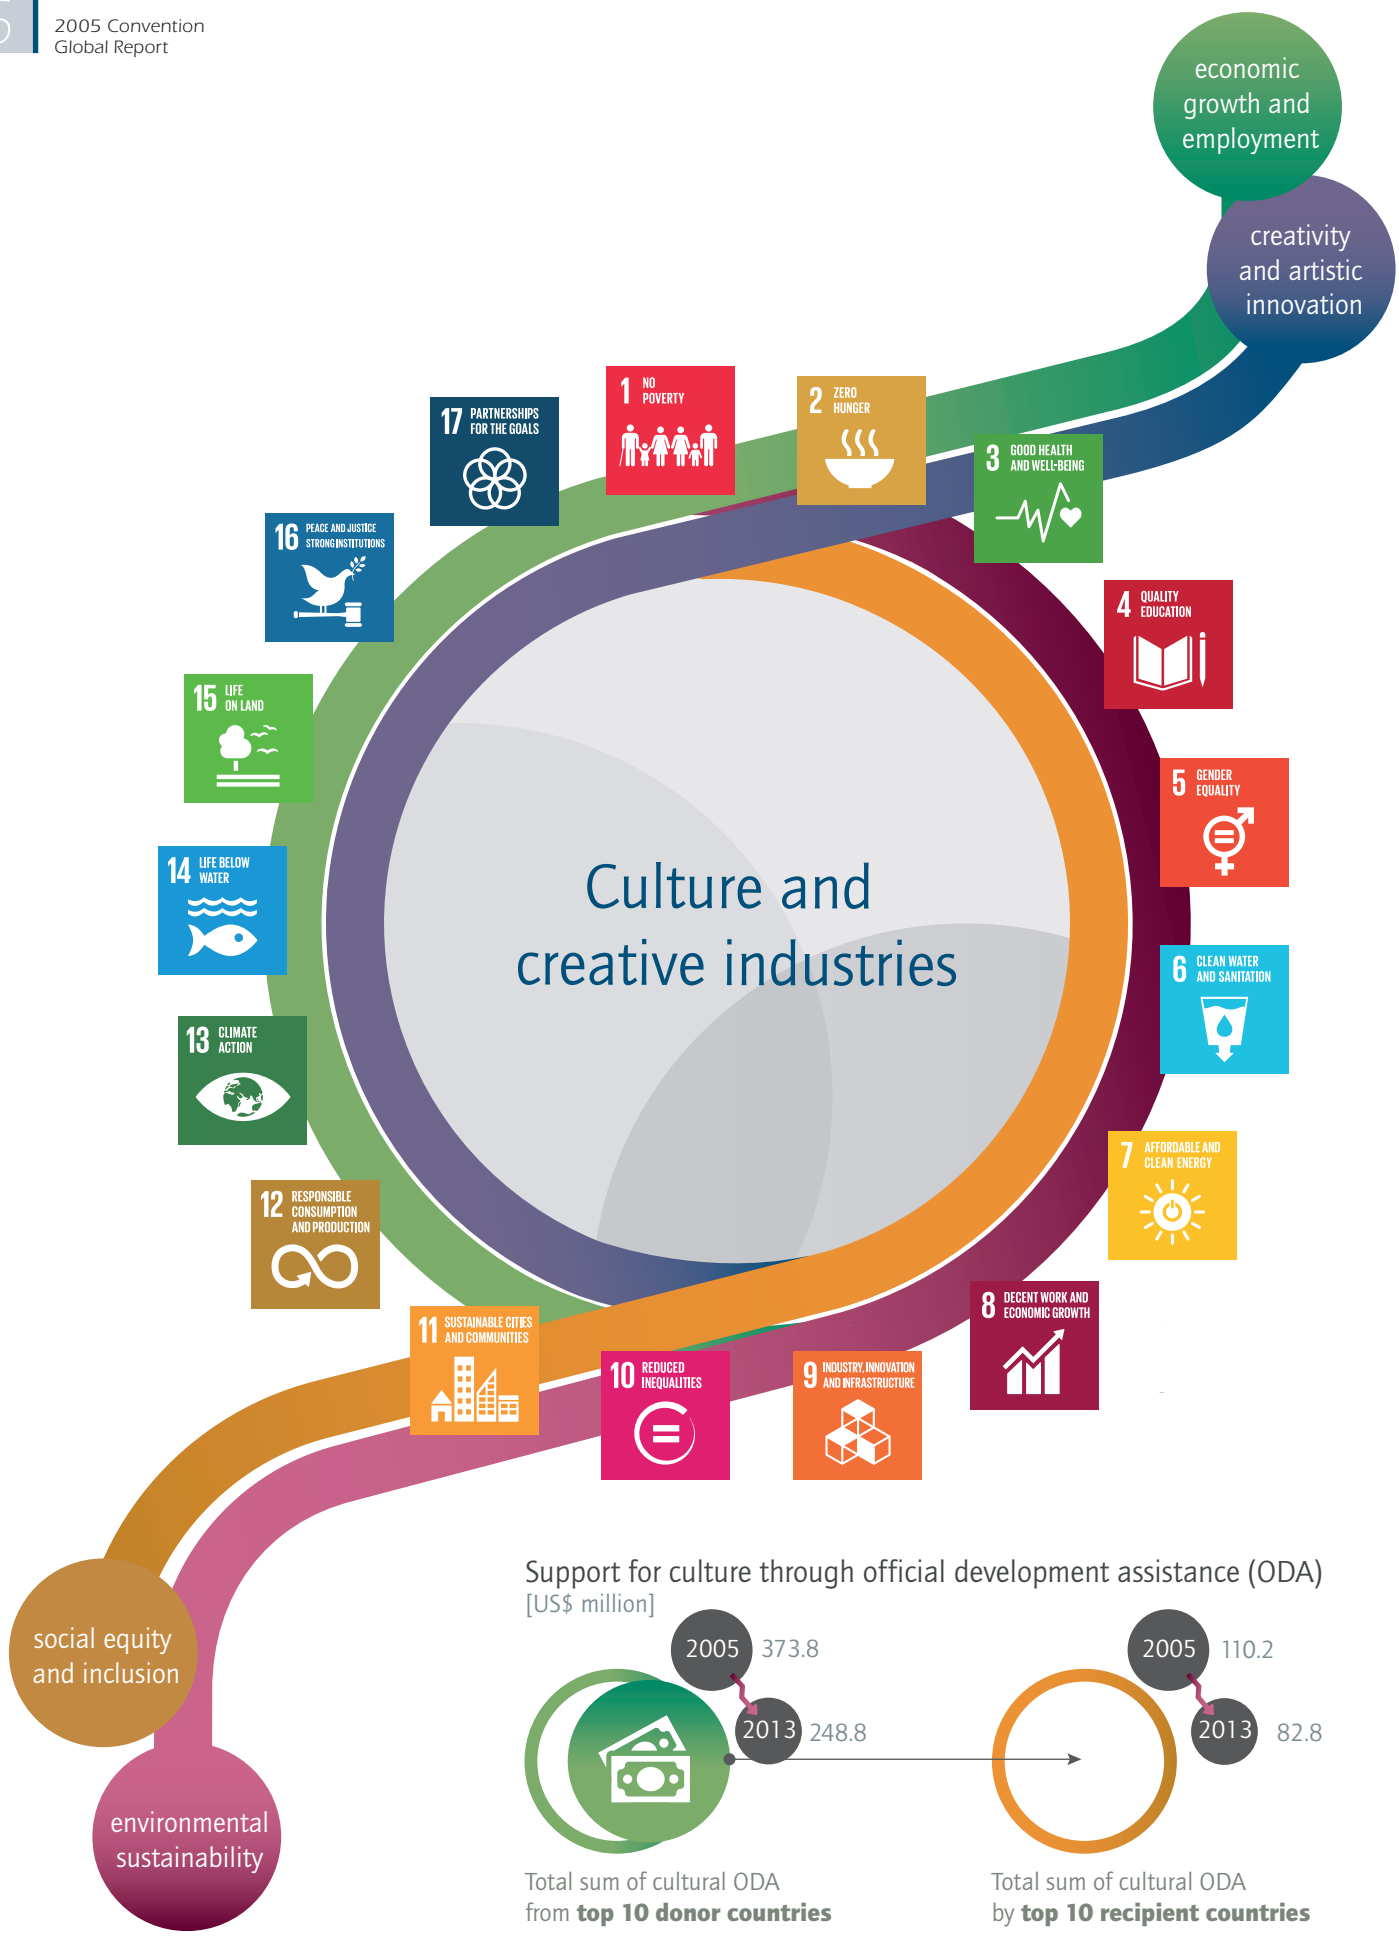 2005 Convention
Global Report
economic
growth and
employment
creativity
and artistic
innovation
1 NO
POVERTY
2 ZERO
HUNGER
3 GOOD HEALTH
AND WELL-BEING
4 QUALITY
EDUCATION
5 GENDER
EQUALITY
6 CLEAN WATER
AND SANITATION
7 AFFORDABLE AND
CLEAN ENERGY
8 DECENT WORK AND
ECONOMIC GROWTH
9 INDUSTRY, INNOVATION
AND INFRASTRUCTURE
10 REDUCED
INEQUALITIES
11 SUSTAINABLE CITIES
AND COMMUNITIES
12 RESPONSIBLE
CONSUMPTION
AND PRODUCTION
13 CLIMATE
ACTION
14 LIFE BELOW
WATER
15 LIFE
ON LAND
16 PEACE AND JUSTICE
STRONG INSTITUTIONS
17 PARTNERSHIPS
FOR THE GOALS
Culture and
creative industries
social equity
and inclusion
environmental
sustainability
Support for culture through official development assistance (ODA)
[US$ million]
2005 373.8
2013 248.8
Total sum of cultural ODA
from top 10 donor countries
2005 110.2
2013 82.8
Total sum of cultural ODA
by top 10 recipient countries